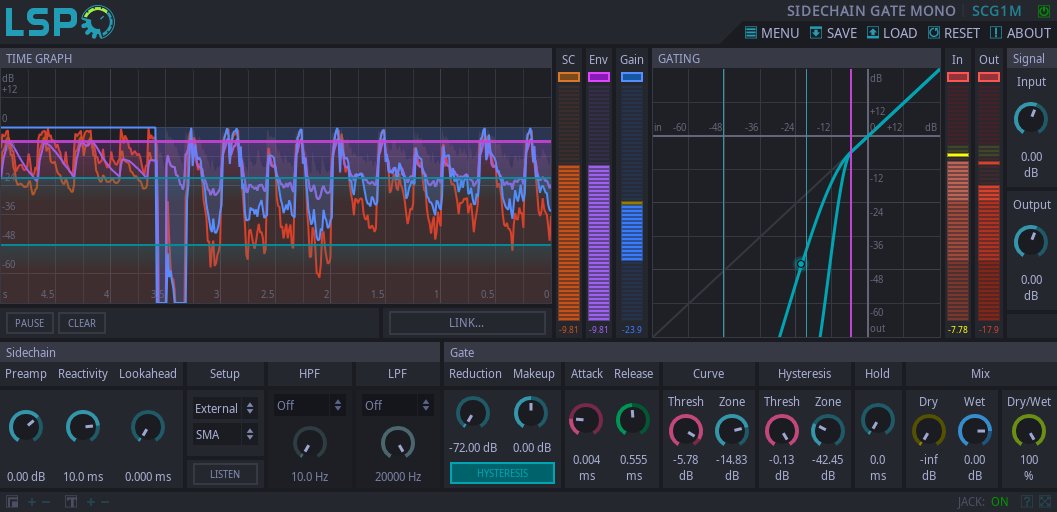 LSP
SIDECHAIN GATE MONO SCG1M
MENU SAVE LOAD RESET ABOUT
TIME GRAPH SC Env Gain GATING In Out Signal
dB
+12
0
-24
-36
-48
-60
s 4.5 4 3.5 3 2.5 2 1.5 1 0.5 0
PAUSE CLEAR LINK...
-9.81 -9.81 -23.9
dB
+12
in -60 -48 -36 -24 -12 0 +12 dB
-12
-24
-36
-48
-60
out
-7.78 -17.9
Input
0.00
dB
Output
0.00
dB
Sidechain Gate
Preamp Reactivity Lookahead Setup HPF LPF Reduction Makeup Attack Release Curve Hysteresis Hold Mix
External Off Off
SMA
LISTEN
0.00 dB 10.0 ms 0.000 ms 10.0 Hz 20000 Hz
-72.00 dB 0.00 dB
HYSTERESIS
0.004 ms
0.555 ms
Thresh Zone Thresh Zone Dry Wet Dry/Wet
-5.78 dB
-14.83 dB
-0.13 dB
-42.45 dB
0.0 ms
-inf dB
0.00 dB
100 %
JACK: ON